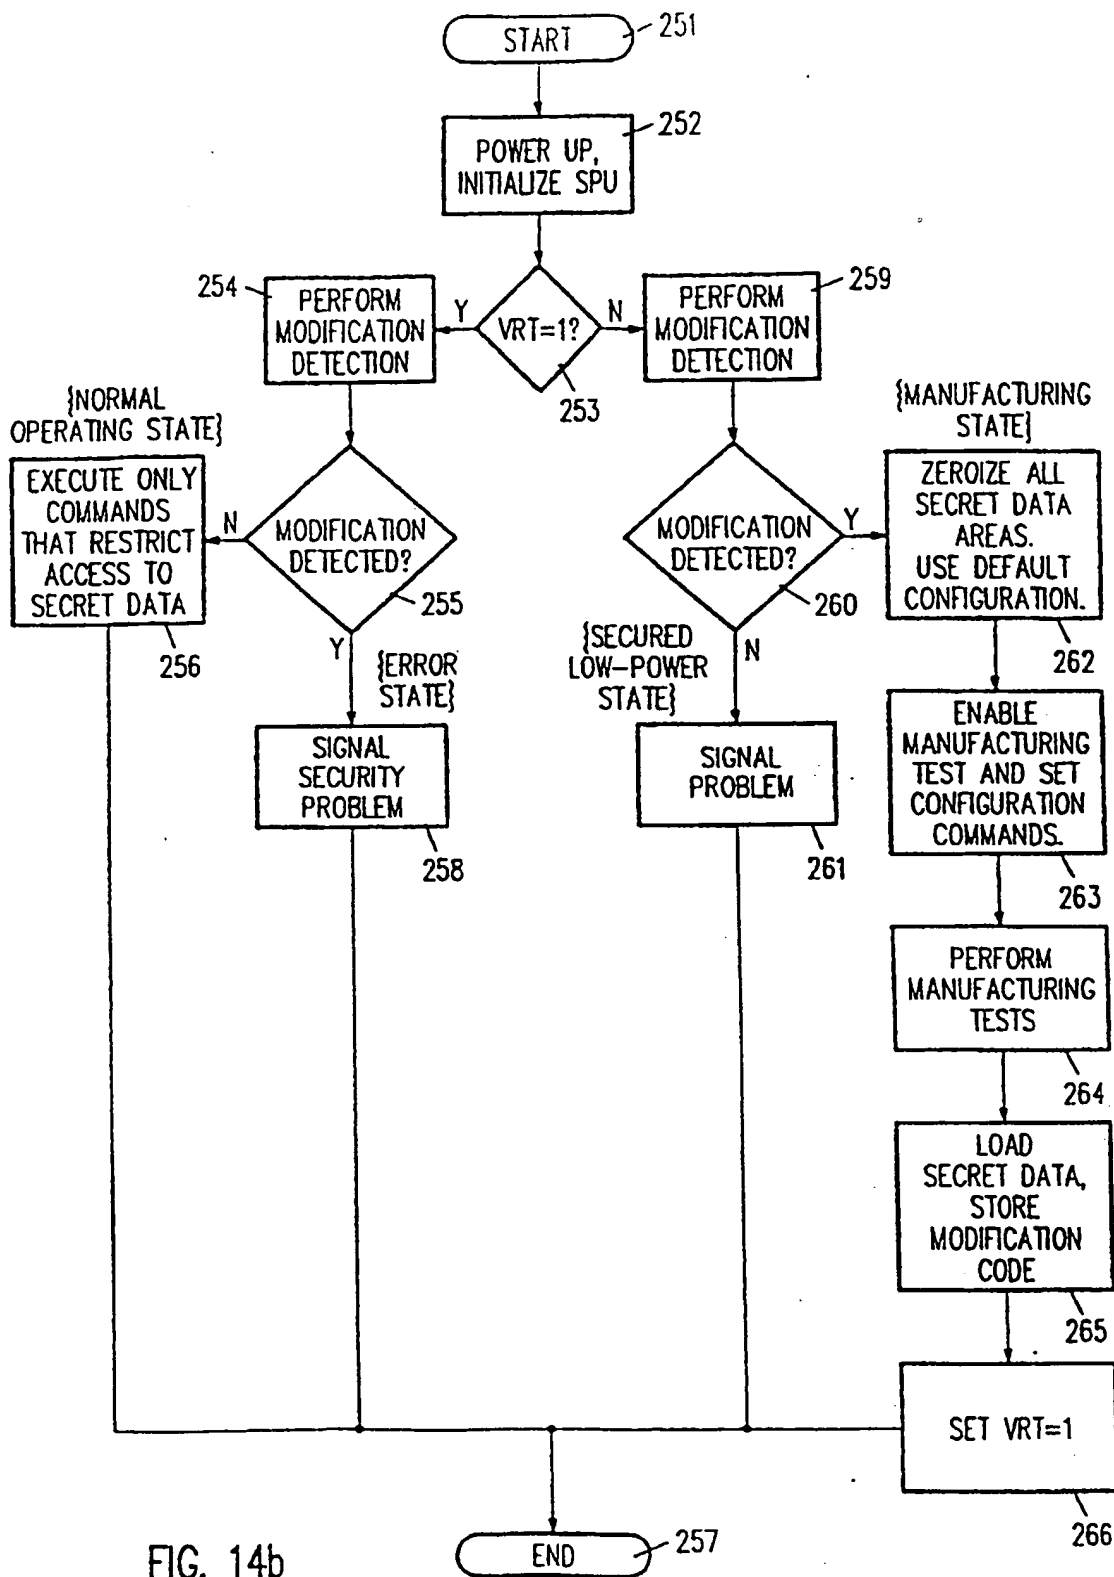 START
251
POWER UP,
INITIALIZE SPU
252
VRT=1?
253
Y
N
254
PERFORM
MODIFICATION
DETECTION
259
PERFORM
MODIFICATION
DETECTION
{NORMAL
OPERATING STATE}
EXECUTE ONLY
COMMANDS
THAT RESTRICT
ACCESS TO
SECRET DATA
256
N
MODIFICATION
DETECTED?
255
Y
{ERROR
STATE}
SIGNAL
SECURITY
PROBLEM
258
MODIFICATION
DETECTED?
260
Y
N
{SECURED
LOW-POWER
STATE}
SIGNAL
PROBLEM
261
{MANUFACTURING
STATE}
ZEROIZE ALL
SECRET DATA
AREAS.
USE DEFAULT
CONFIGURATION.
262
ENABLE
MANUFACTURING
TEST AND SET
CONFIGURATION
COMMANDS.
263
PERFORM
MANUFACTURING
TESTS
264
LOAD
SECRET DATA,
STORE
MODIFICATION
CODE
265
SET VRT=1
266
END
257
FIG. 14b